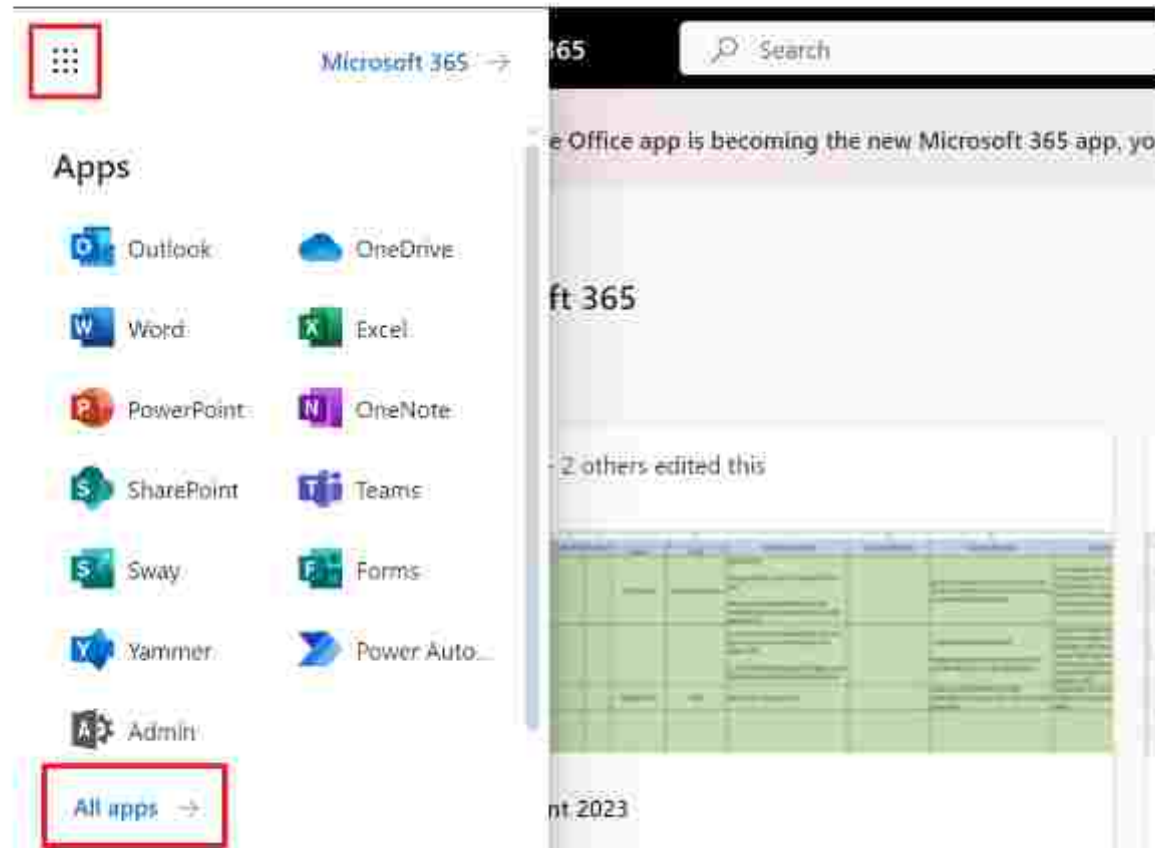 Microsoft 365 →
365
Search
e Office app is becoming the new Microsoft 365 app, yo
Apps
Outlook
OneDrive
ft 365
Word
Excel
PowerPoint
OneNote
- 2 others edited this
SharePoint
Teams
Sway
Forms
Yammer
Power Auto...
Admin
All apps →
nt 2023